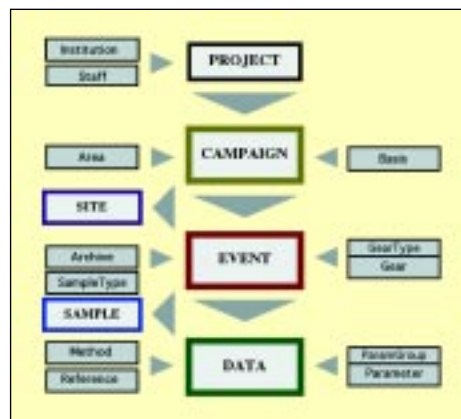 Institution
Staff
PROJECT
Area
CAMPAIGN
Basis
SITE
Archive
SampleType
EVENT
GearType
Gear
SAMPLE
Method
Reference
DATA
ParamGroup
Parameter